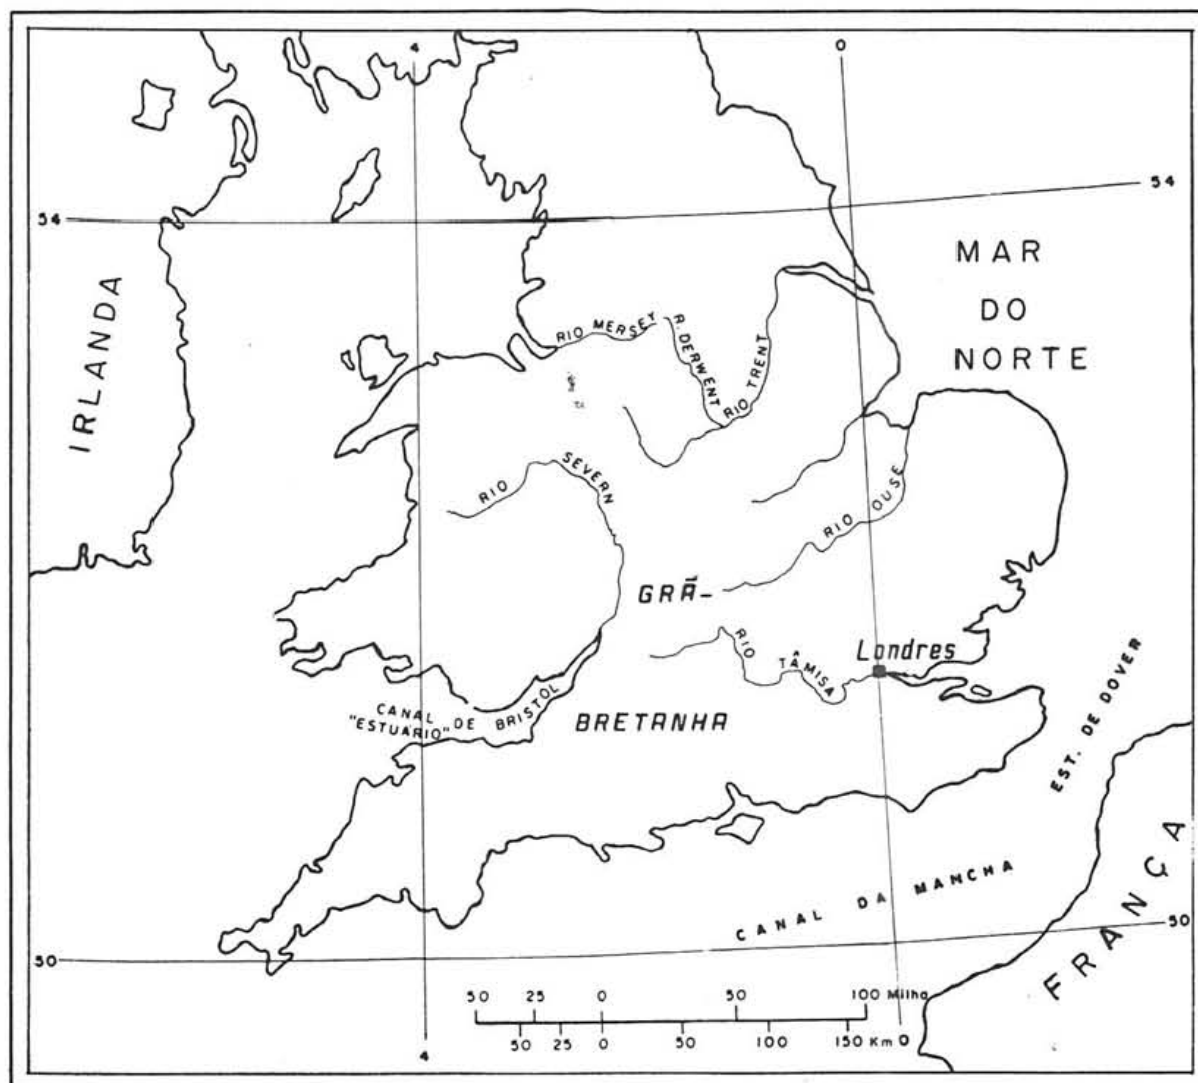 4
0
54
54
MAR
DO
NORTE
IRLANDA
RIO MERSEY
R. DERWENT
RIO TRENT
RIO SEVERN
RIO OUSE
GRÃ-
RIO TÂMISA
Londres
CANAL DE BRISTOL
"ESTUÁRIO"
BRETANHA
EST. DE DOVER
FRANÇA
CANAL DA MANCHA
50
50
50 25 0 50 100 Milha
50 25 0 50 100 150 Km
0
4